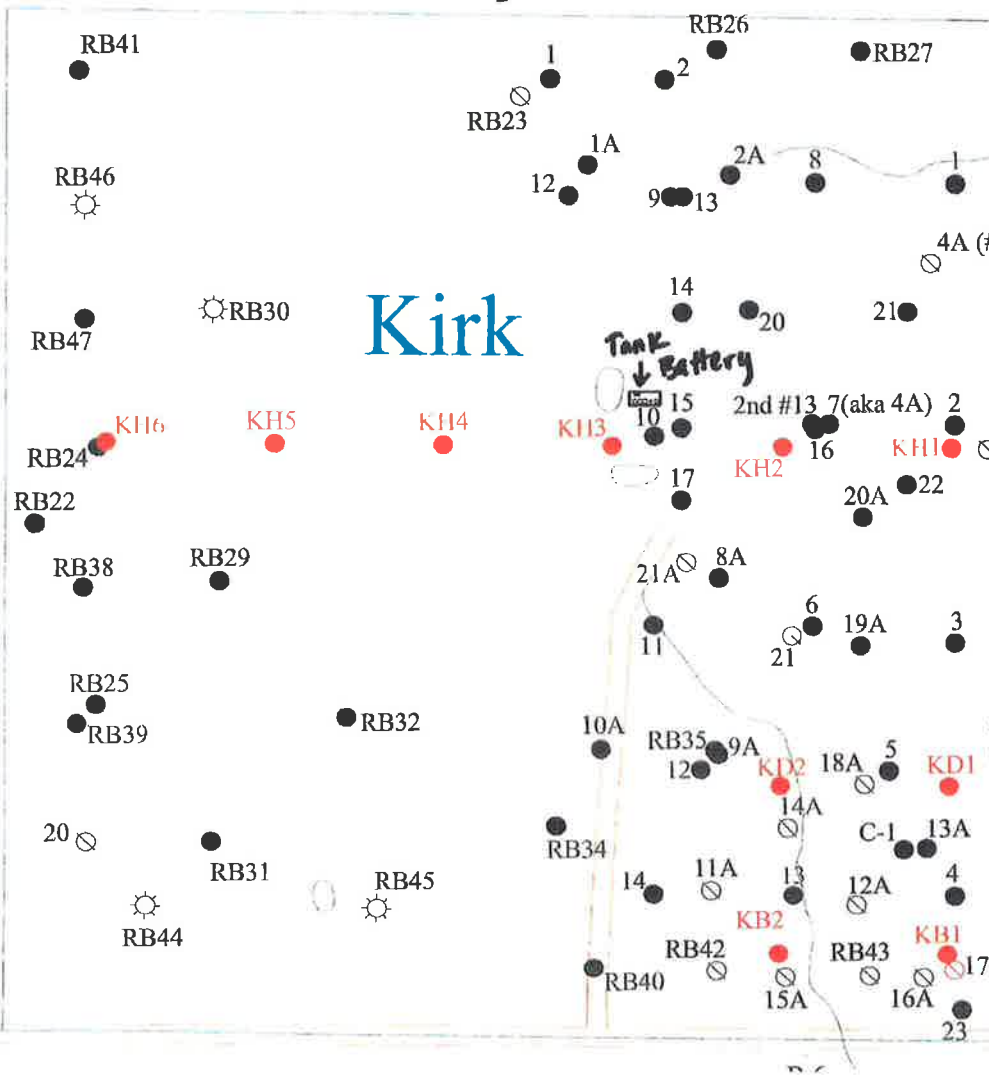 RB26
RB41
1
2
RB27
RB23
1A
2A
8
1
RB46
12
9
13
4A (#
14
RB30
20
21
RB47
Kirk
Tank
Battery
15
2nd #13
7(aka 4A)
2
10
KH6
KH5
KH4
KH3
KH2
16
KH1
RB24
17
22
RB22
20A
RB38
RB29
21A
8A
6
11
21
19A
3
RB25
RB39
RB32
10A
RB35
9A
12
KD2
18A
5
KD1
14A
20
RB31
RB34
C-1
13A
RB45
14
11A
13
12A
4
RB44
KB2
KB1
RB42
RB43
17
RB40
15A
16A
23